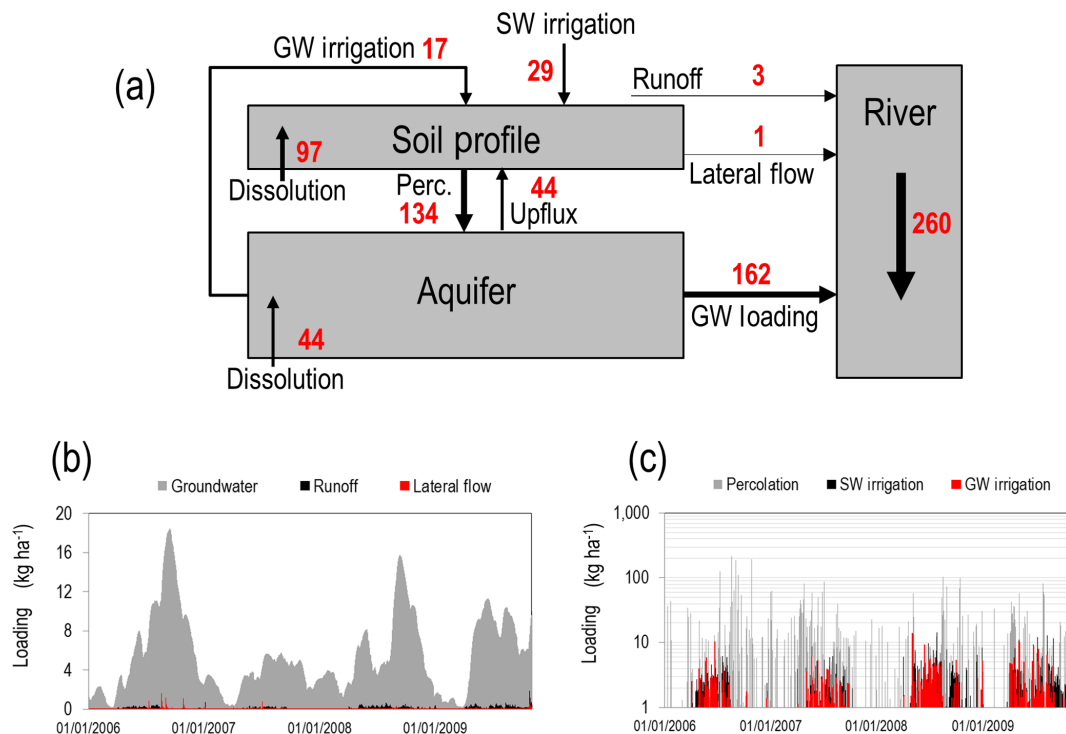 (a)
SW irrigation
29
GW irrigation 17
Runoff 3
River
Soil profile
97
Dissolution
1
Lateral flow
Perc.
134
44
Upflux
260
Aquifer
162
GW loading
44
Dissolution
(b)
Groundwater Runoff Lateral flow
Loading (kg ha-1)
20
16
12
8
4
0
01/01/2006 01/01/2007 01/01/2008 01/01/2009
(c)
Percolation SW irrigation GW irrigation
Loading (kg ha-1)
1,000
100
10
1
01/01/2006 01/01/2007 01/01/2008 01/01/2009